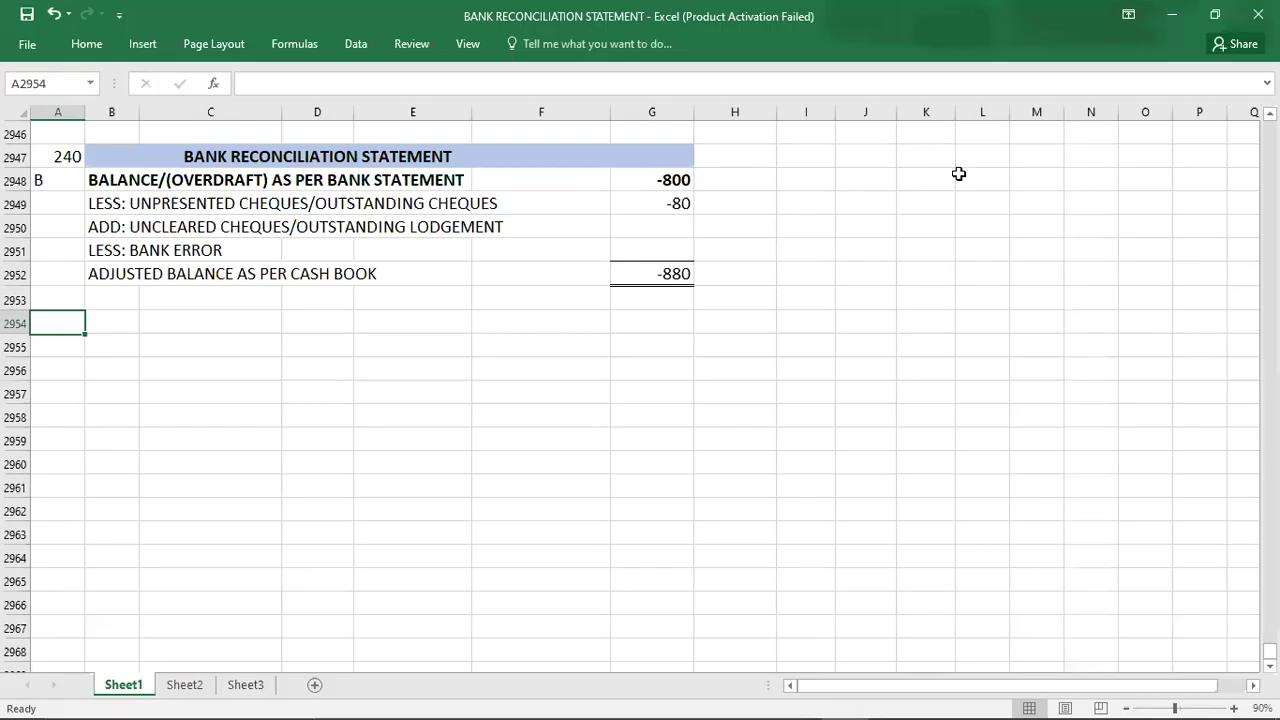 BANK RECONCILIATION STATEMENT - Excel (Product Activation Failed)
File Home Insert Page Layout Formulas Data Review View Tell me what you want to do... Share
A2954 fx
A B C D E F G H I J K L M N O P Q
2946
2947 240 BANK RECONCILIATION STATEMENT
2948 B BALANCE/(OVERDRAFT) AS PER BANK STATEMENT -800
2949 LESS: UNPRESENTED CHEQUES/OUTSTANDING CHEQUES -80
2950 ADD: UNCLEARED CHEQUES/OUTSTANDING LODGEMENT
2951 LESS: BANK ERROR
2952 ADJUSTED BALANCE AS PER CASH BOOK -880
2953
2954
2955
2956
2957
2958
2959
2960
2961
2962
2963
2964
2965
2966
2967
2968
Sheet1 Sheet2 Sheet3
Ready 90%